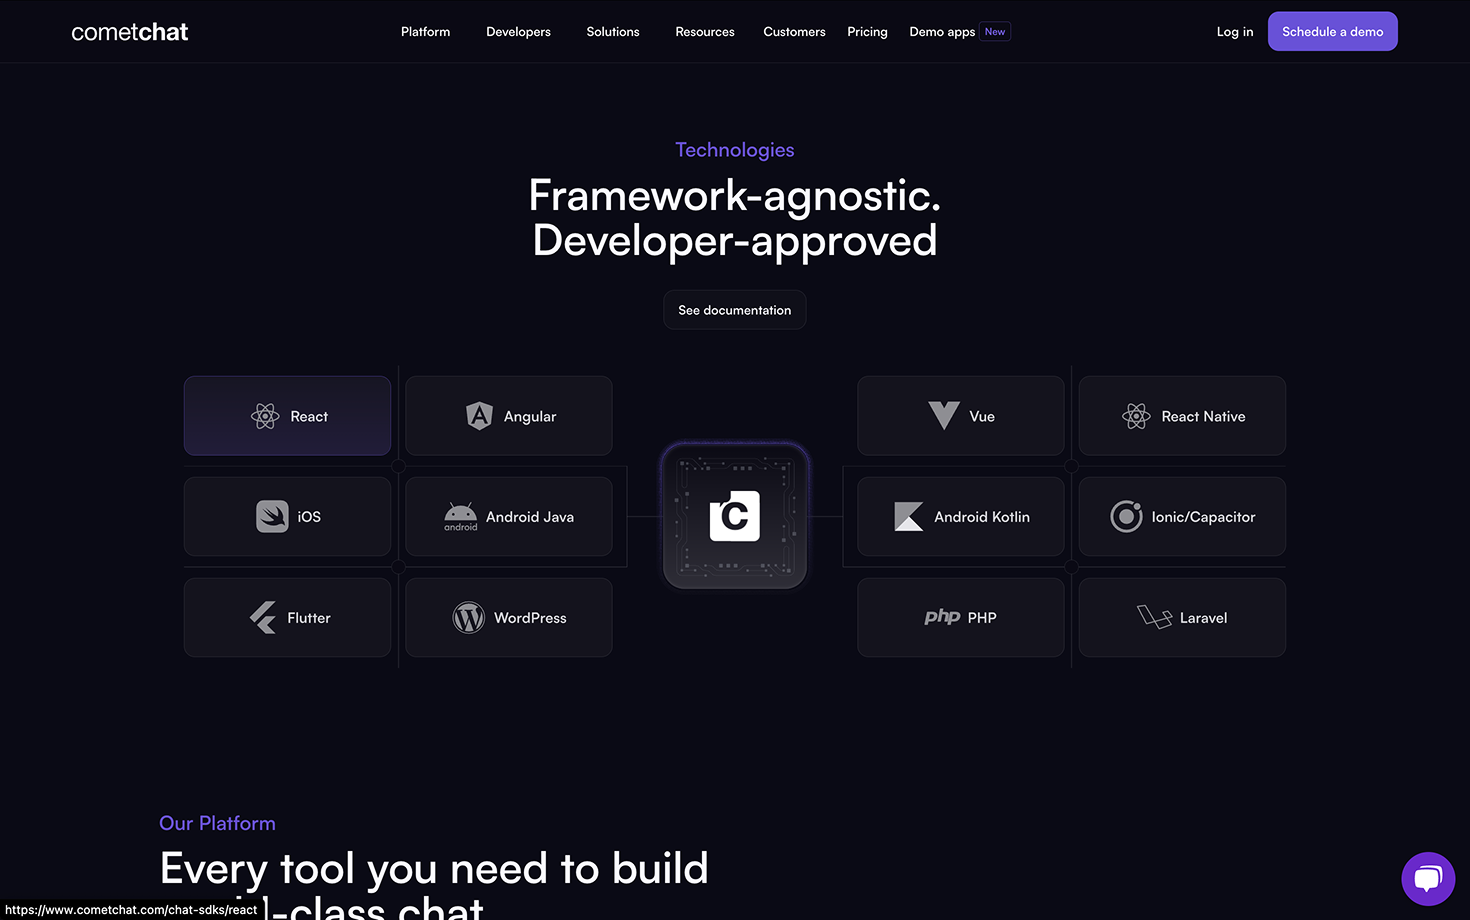 cometchat
Platform
Developers
Solutions
Resources
Customers
Pricing
Demo apps
New
Log in
Schedule a demo
Technologies
Framework-agnostic.
Developer-approved
See documentation
React
Angular
Vue
React Native
C
iOS
android
Android Java
Android Kotlin
Ionic/Capacitor
Flutter
WordPress
php
PHP
Laravel
Our Platform
Every tool you need to build
-class chat
https://www.cometchat.com/chat-sdks/react